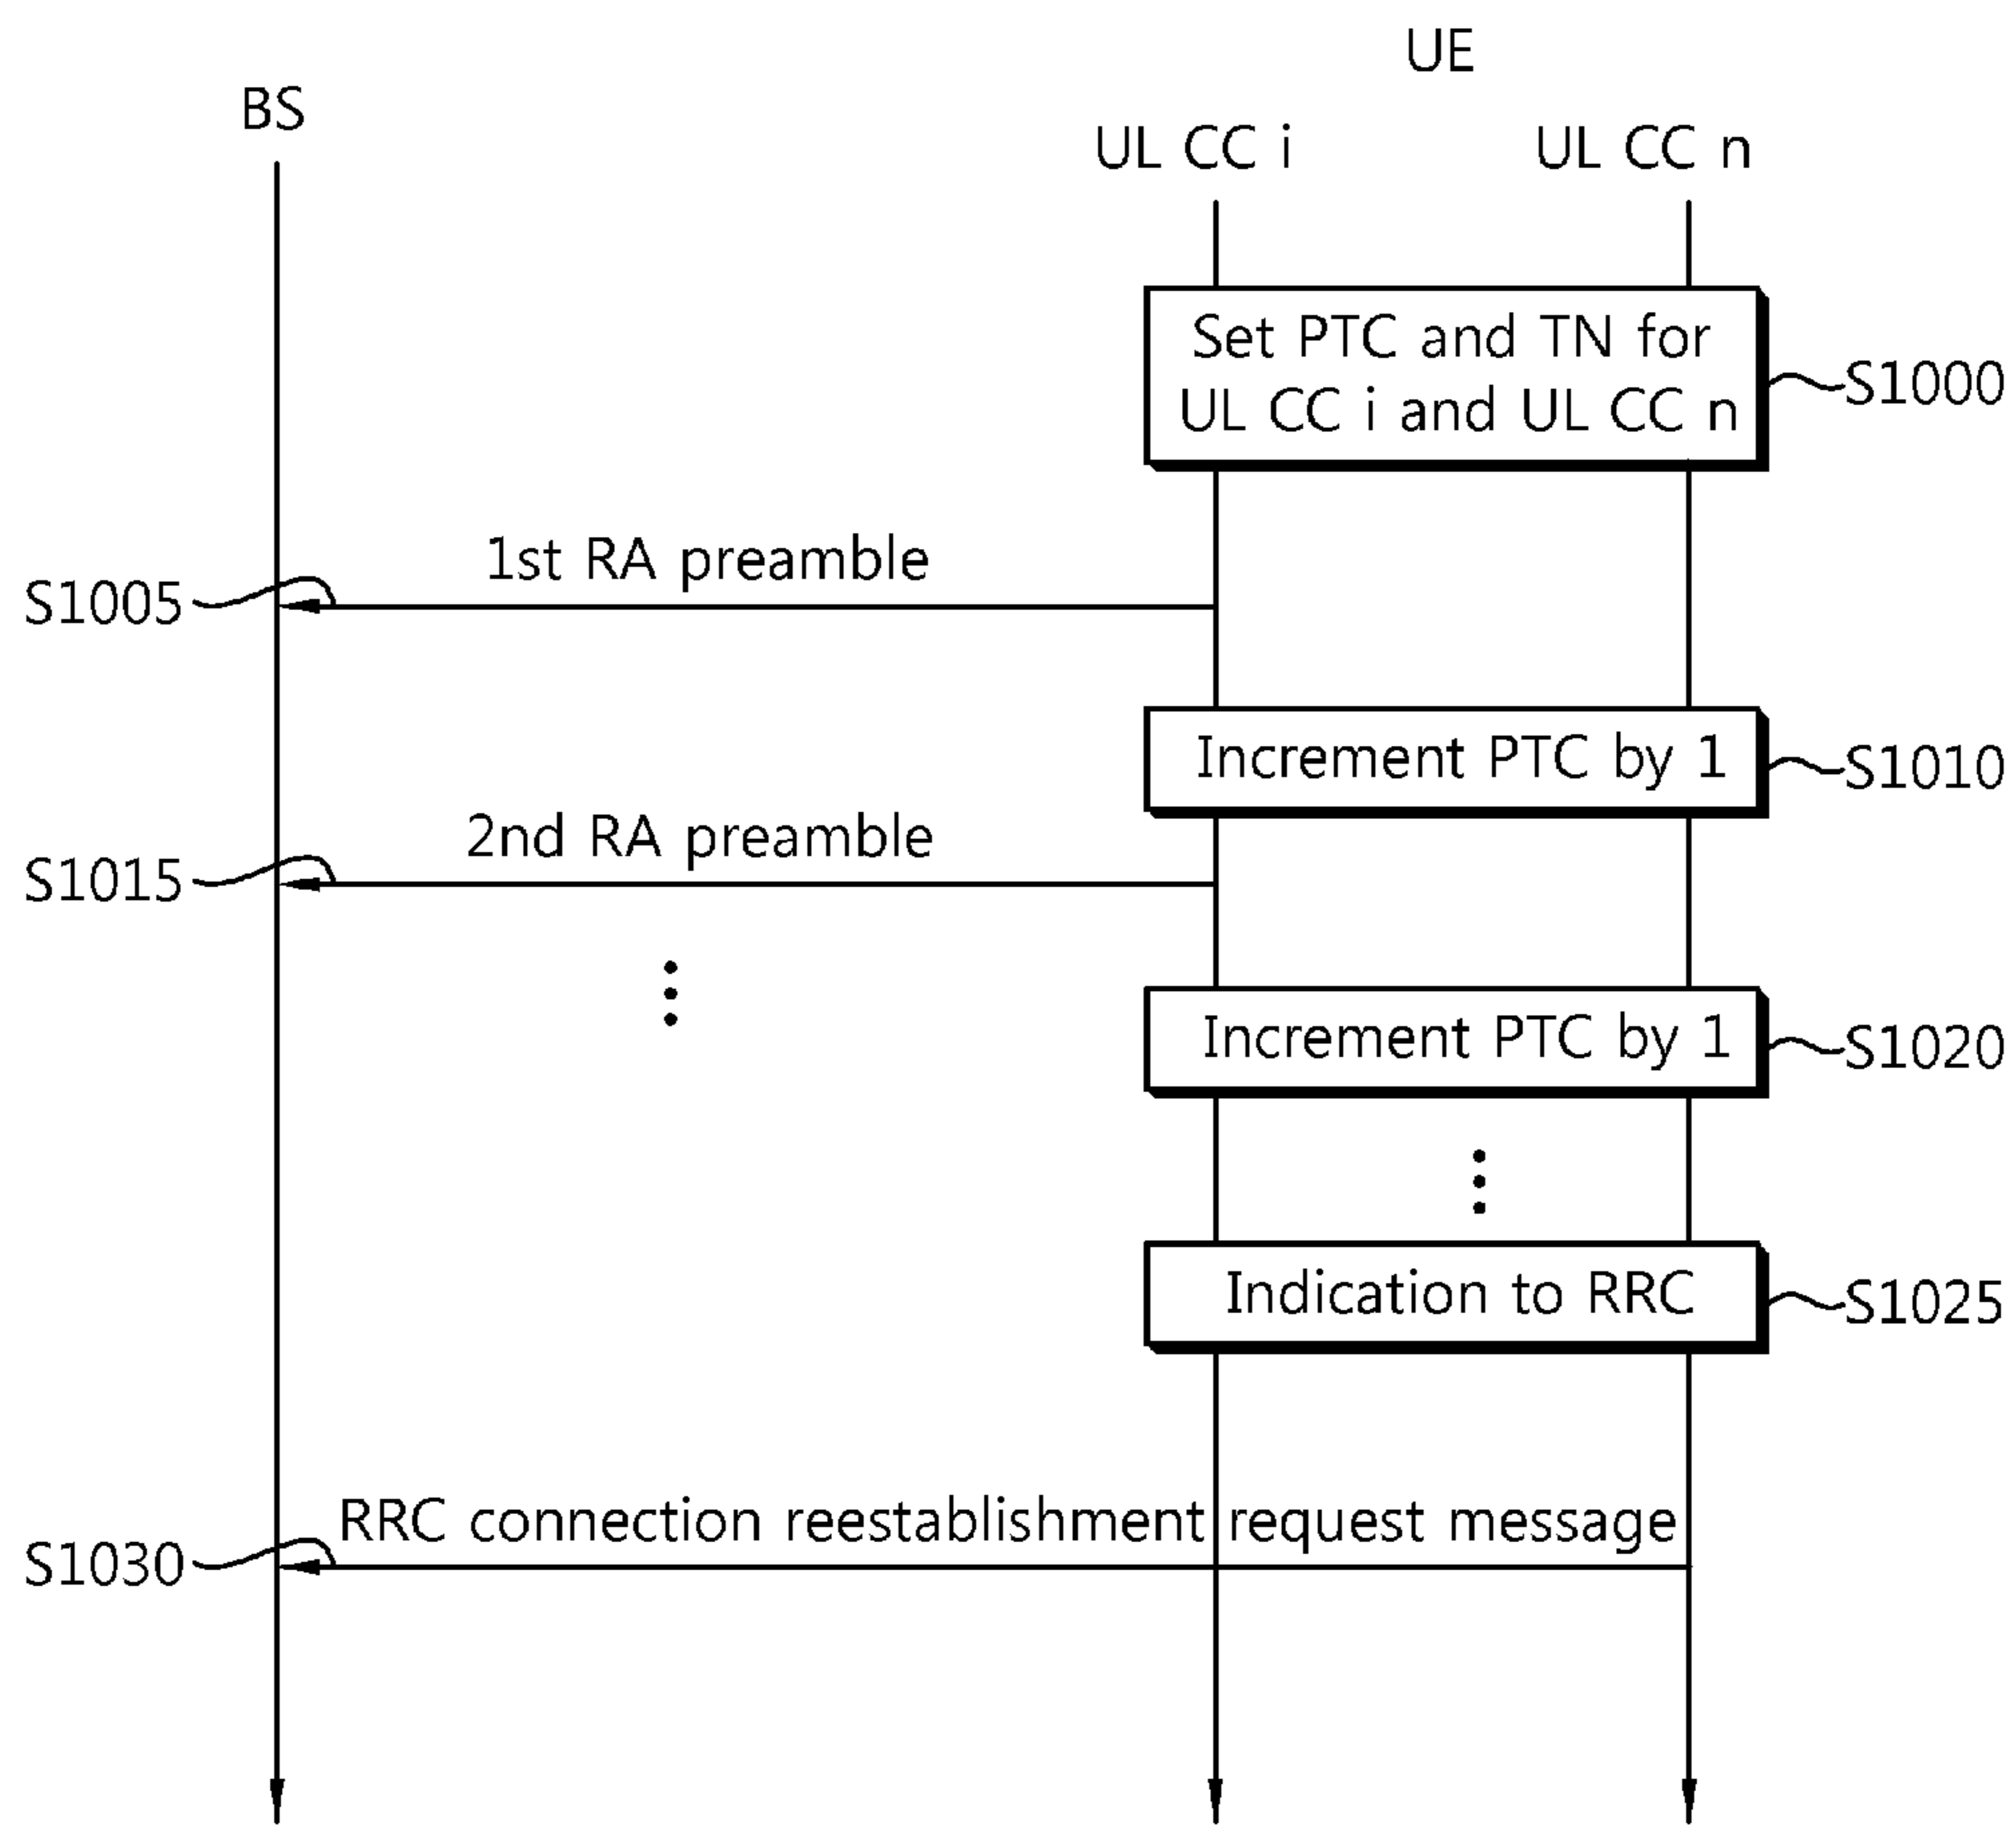 UE
BS
UL CC i
UL CC n
Set PTC and TN for
UL CC i and UL CC n
S1000
1st RA preamble
S1005
Increment PTC by 1
S1010
2nd RA preamble
S1015
Increment PTC by 1
S1020
Indication to RRC
S1025
RRC connection reestablishment request message
S1030